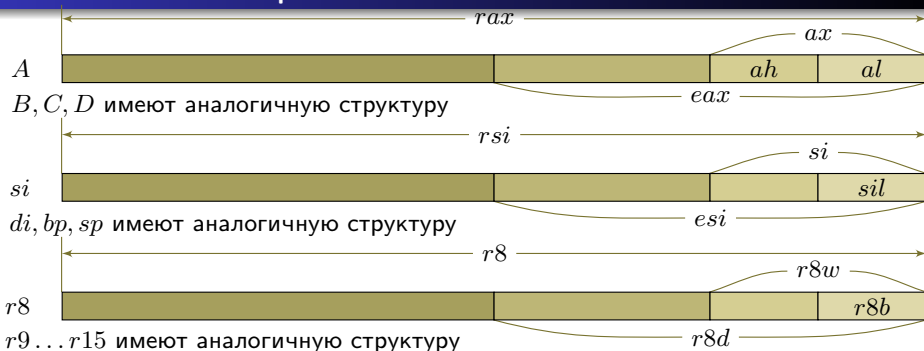 rax
ax
A
ah
al
eax
B, C, D имеют аналогичную структуру
rsi
si
si
sil
esi
di, bp, sp имеют аналогичную структуру
r8
r8w
r8
r8b
r8d
r9 … r15 имеют аналогичную структуру